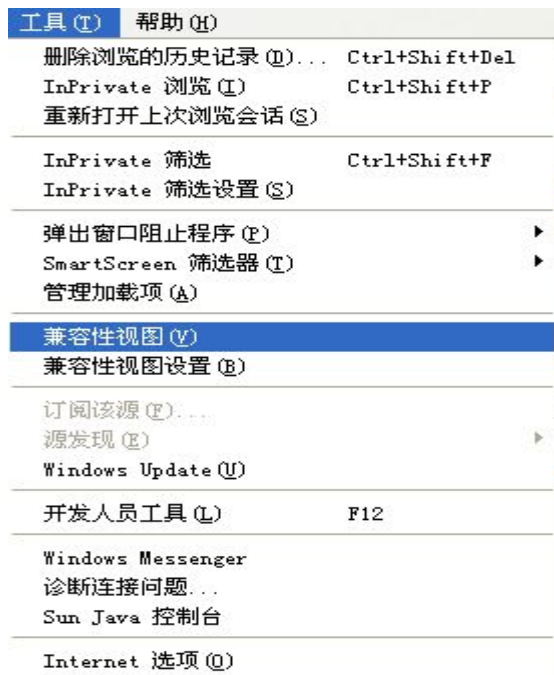 工具(T) 帮助(H)
删除浏览的历史记录(D)... Ctrl+Shift+Del
InPrivate 浏览(I) Ctrl+Shift+P
重新打开上次浏览会话(S)
InPrivate 筛选 Ctrl+Shift+F
InPrivate 筛选设置(S)
弹出窗口阻止程序(P)
SmartScreen 筛选器(T)
管理加载项(A)
兼容性视图(V)
兼容性视图设置(B)
订阅该源(F)...
源发现(E)
Windows Update(U)
开发人员工具(L) F12
Windows Messenger
诊断连接问题...
Sun Java 控制台
Internet 选项(O)